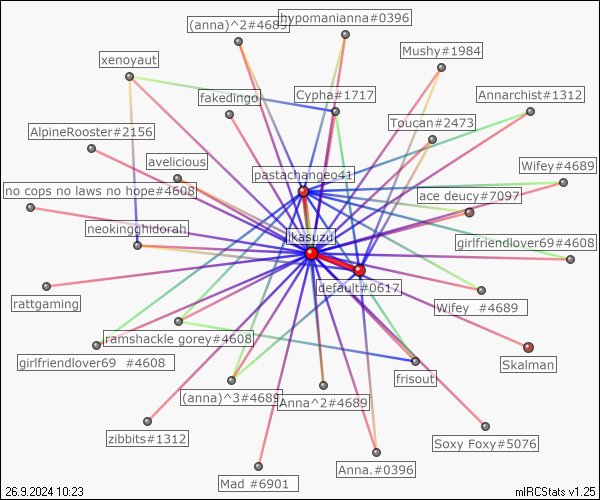 (anna)^2#4689
hypomanianna#0396
Mushy#1984
xenoyaut
fakedingo
Cypha#1717
Annarchist#1312
Toucan#2473
AlpineRooster#2156
avelicious
pastachangeo41
Wifey#4689
no cops no laws no hope#4608
ace deucy#7097
neokingghidorah
ikasuzu
girlfriendlover69#4608
default#0617
rattgaming
Wifey #4689
ramshackle gorey#4608
girlfriendlover69 #4608
Skalman
frisout
(anna)^3#4689
Anna^2#4689
zibbits#1312
Soxy Foxy#5076
Anna.#0396
Mad #6901
26.9.2024 10:23
mIRCStats v1.25